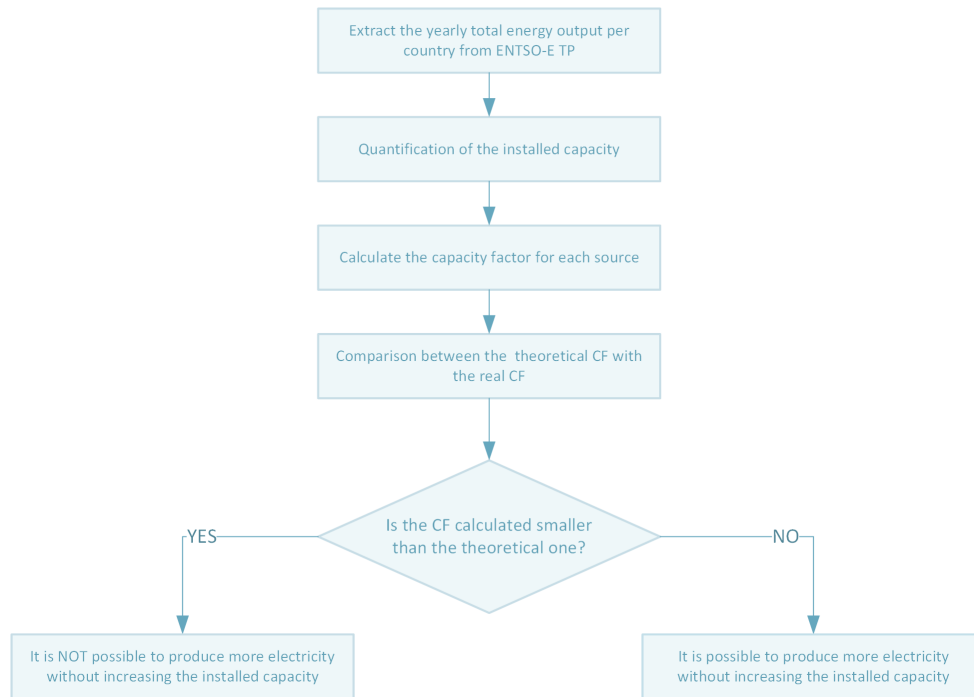 Extract the yearly total energy output per
country from ENTSO-E TP
Quantification of the installed capacity
Calculate the capacity factor for each source
Comparison between the  theoretical CF with
the real CF
Is the CF calculated smaller
than the theoretical one?
YES
NO
It is NOT possible to produce more electricity
without increasing the installed capacity
It is possible to produce more electricity
without increasing the installed capacity